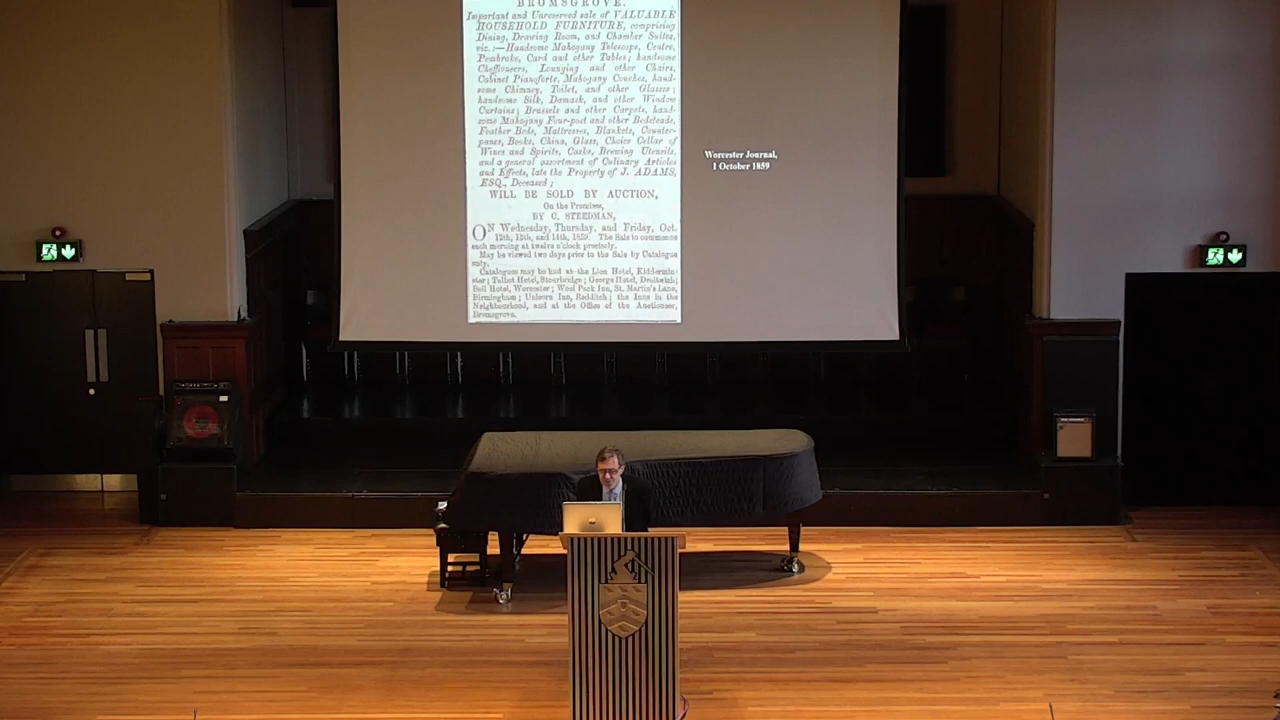 BROMSGROVE.
Important and Unreserved sale of VALUABLE
HOUSEHOLD FURNITURE, comprising
Dining, Drawing Room, and Chamber Suites,
viz. :—Handsome Mahogany Telescope, Centre,
Pembroke, Card and other Tables; handsome
Cheffioneers, Lounging and other Chairs,
Cabinet Pianoforte, Mahogany Couches, hand-
some Chimney, Toilet, and other Glasses;
handsome Silk, Damask, and other Window
Curtains; Brussels and other Carpets, hand-
some Mahogany Four-post and other Bedsteads,
Feather Beds, Mattresses, Blankets, Counter-
panes, Books, China, Glass, Choice Cellar of
Wines and Spirits, Casks, Brewing Utensils,
and a general assortment of Culinary Articles
and Effects, late the Property of J. ADAMS,
ESQ., Deceased;
WILL BE SOLD BY AUCTION,
On the Premises,
BY C. STEEDMAN,
ON Wednesday, Thursday, and Friday, Oct.
12th, 13th, and 14th, 1859. The Sale to commence
each morning at twelve o'clock precisely.
May be viewed two days prior to the Sale by Catalogue
only.
Catalogues may be had at the Lion Hotel, Kiddermin-
ster; Talbot Hotel, Stourbridge; George Hotel, Droitwich;
Bell Hotel, Worcester; Wool Pack Inn, St. Martin's Lane,
Birmingham; Unicorn Inn, Redditch; the Inns in the
Neighbourhood, and at the Office of the Auctioneer,
Bromsgrove.
Worcester Journal,
1 October 1859